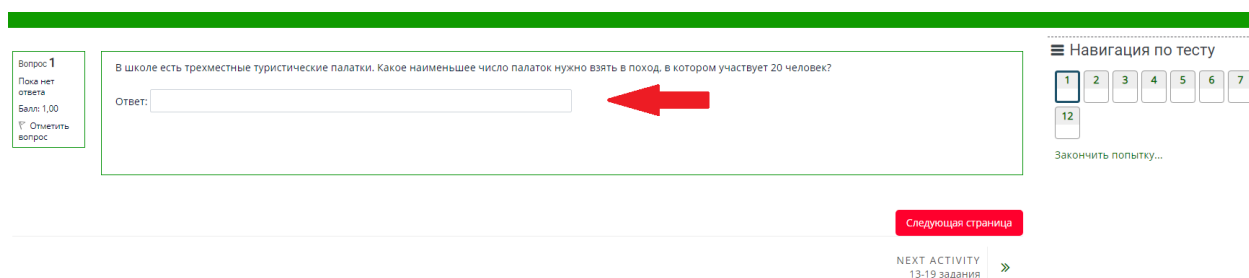 Вопрос 1
Пока нет
ответа
Балл: 1,00
Отметить
вопрос
В школе есть трехместные туристические палатки. Какое наименьшее число палаток нужно взять в поход, в котором участвует 20 человек?
Ответ:
Следующая страница
NEXT ACTIVITY
13-19 задания
Навигация по тесту
1 2 3 4 5 6 7
12
Закончить попытку...